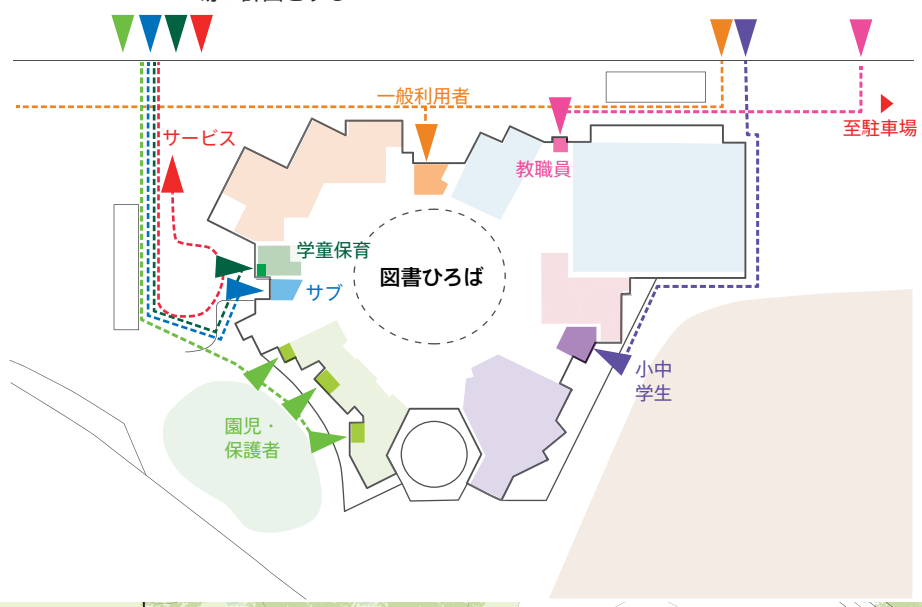 一般利用者
サービス
至駐車場
教職員
学童保育
図書ひろば
サブ
小中
学生
園児・
保護者